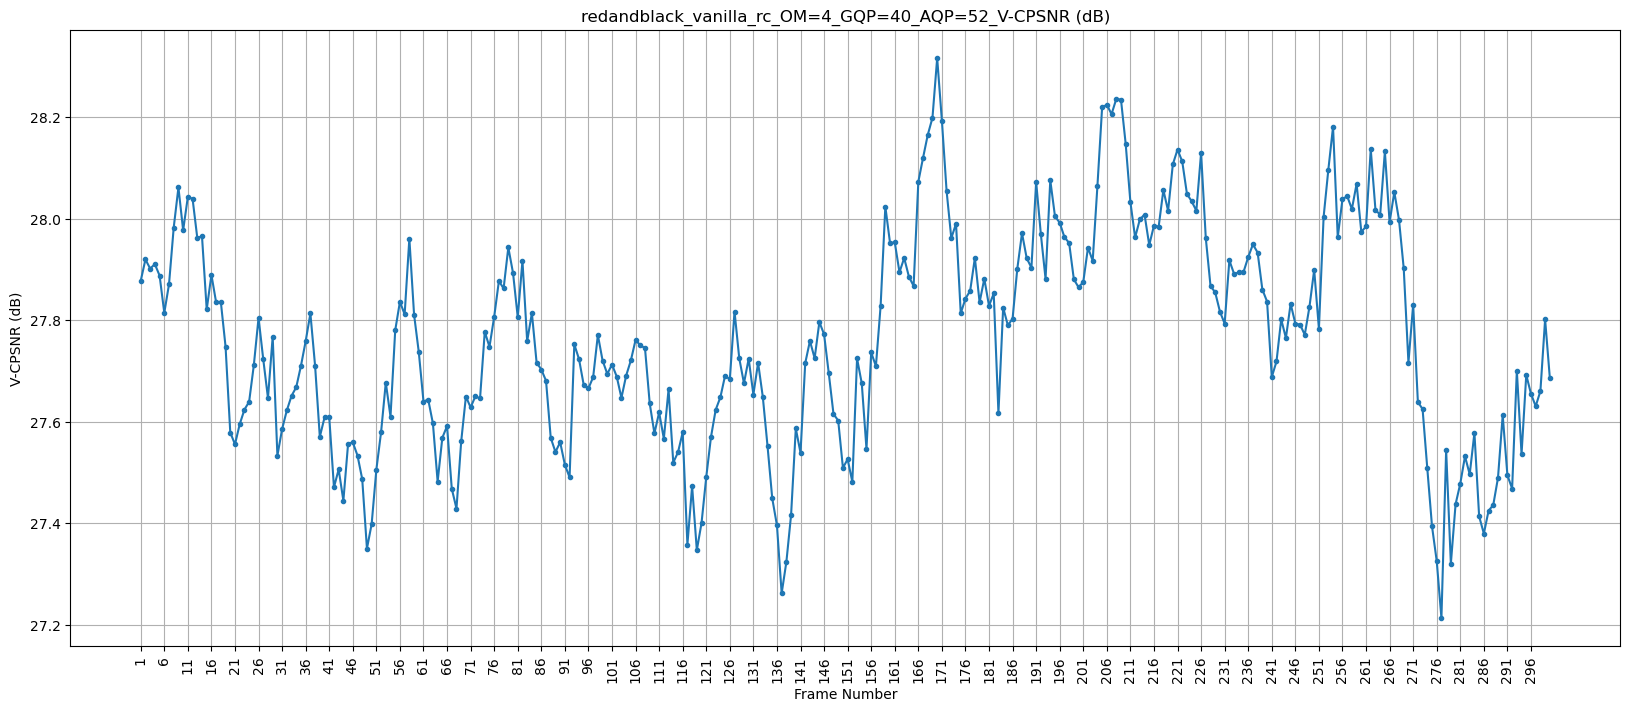 redandblack_vanilla_rc_OM=4_GQP=40_AQP=52_V-CPSNR (dB)
V-CPSNR (dB)
28.2
28.0
27.8
27.6
27.4
27.2
1 6 11 16 21 26 31 36 41 46 51 56 61 66 71 76 81 86 91 96 101 106 111 116 121 126 131 136 141 146 151 156 161 166 171 176 181 186 191 196 201 206 211 216 221 226 231 236 241 246 251 256 261 266 271 276 281 286 291 296
Frame Number